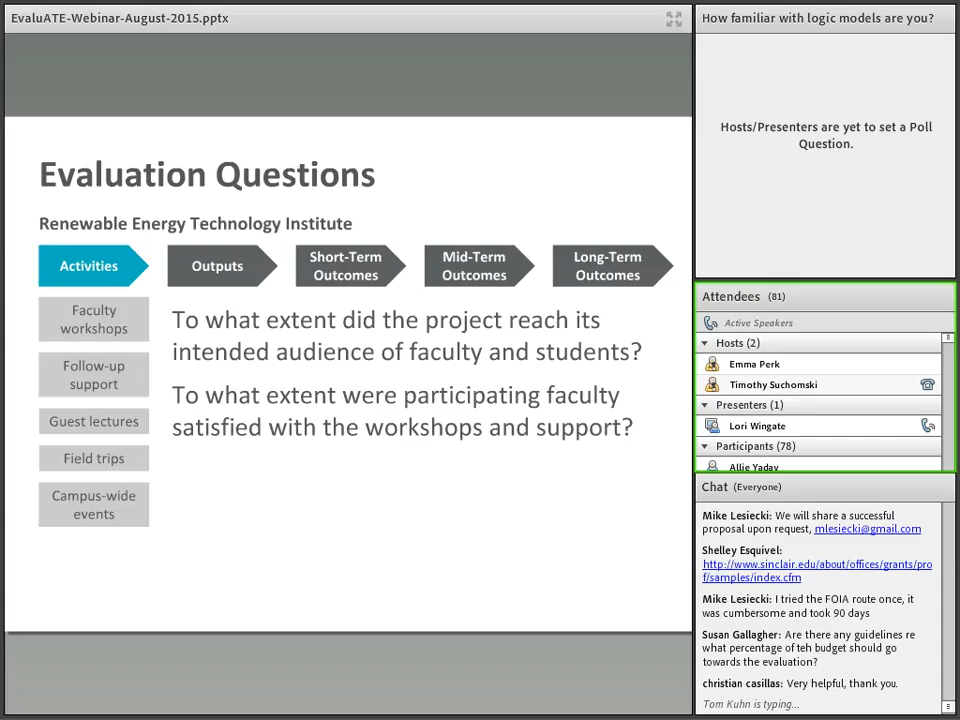 EvaluATE-Webinar-August-2015.pptx
Evaluation Questions
Renewable Energy Technology Institute
Activities
Outputs
Short-Term
Outcomes
Mid-Term
Outcomes
Long-Term
Outcomes
Faculty
workshops
Follow-up
support
Guest lectures
Field trips
Campus-wide
events
To what extent did the project reach its
intended audience of faculty and students?
To what extent were participating faculty
satisfied with the workshops and support?
How familiar with logic models are you?
Hosts/Presenters are yet to set a Poll
Question.
Attendees (81)
Active Speakers
Hosts (2)
Emma Perk
Timothy Suchomski
Presenters (1)
Lori Wingate
Participants (78)
Allie Yaday
Chat (Everyone)
Mike Lesiecki: We will share a successful
proposal upon request, mlesiecki@gmail.com
Shelley Esquivel:
http://www.sinclair.edu/about/offices/grants/pro
f/samples/index.cfm
Mike Lesiecki: I tried the FOIA route once, it
was cumbersome and took 90 days
Susan Gallagher: Are there any guidelines re
what percentage of teh budget should go
towards the evaluation?
christian casillas: Very helpful, thank you.
Tom Kuhn is typing...